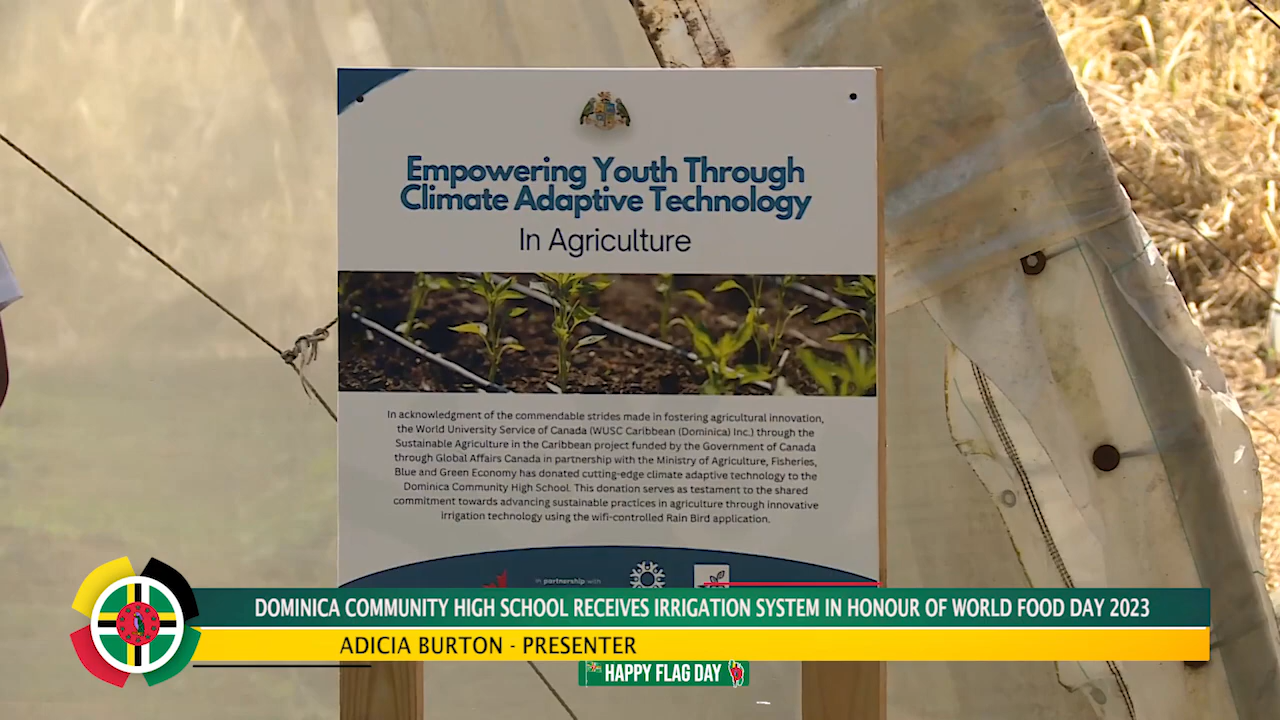 Empowering Youth Through
Climate Adaptive Technology
In Agriculture
In acknowledgment of the commendable strides made in fostering agricultural innovation,
the World University Service of Canada (WUSC Caribbean (Dominica) Inc.) through the
Sustainable Agriculture in the Caribbean project funded by the Government of Canada
through Global Affairs Canada in partnership with the Ministry of Agriculture, Fisheries,
Blue and Green Economy has donated cutting-edge climate adaptive technology to the
Dominica Community High School. This donation serves as testament to the shared
commitment towards advancing sustainable practices in agriculture through innovative
irrigation technology using the wifi-controlled Rain Bird application.
in partnership with
DOMINICA COMMUNITY HIGH SCHOOL RECEIVES IRRIGATION SYSTEM IN HONOUR OF WORLD FOOD DAY 2023
ADICIA BURTON - PRESENTER
HAPPY FLAG DAY